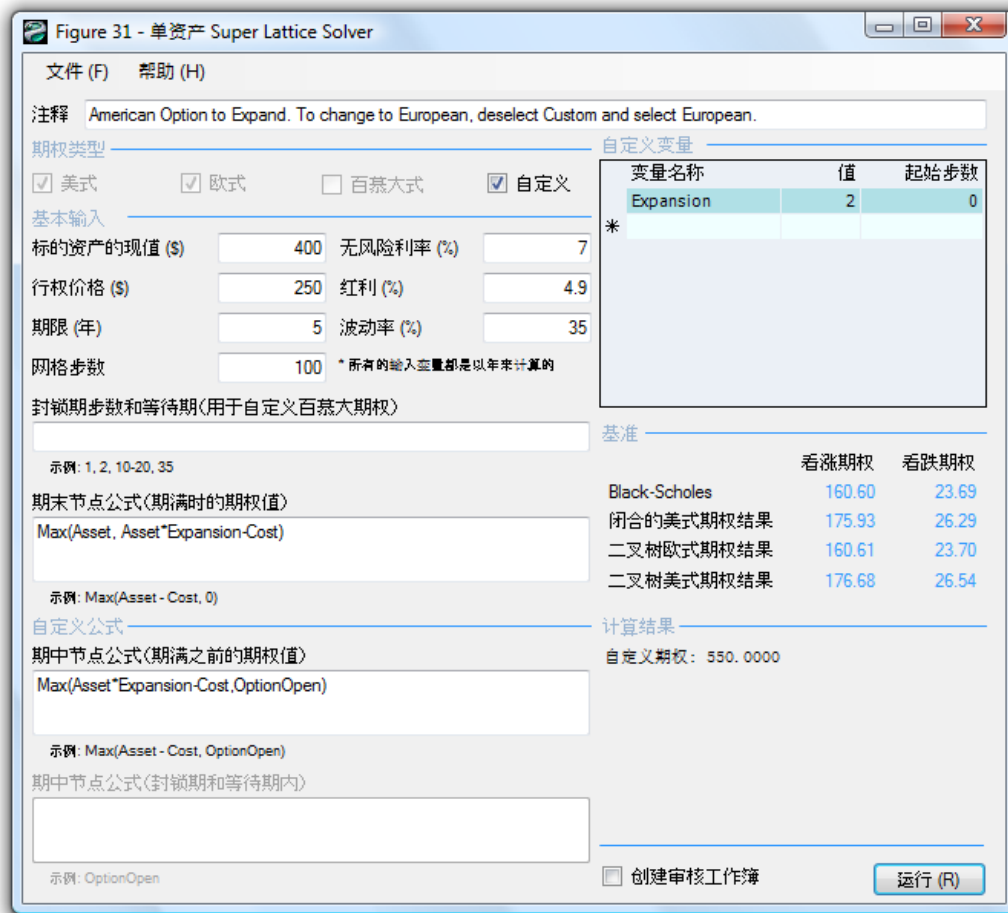 Figure 31 - 单资产 Super Lattice Solver
文件 (F) 帮助 (H)
注释 American Option to Expand. To change to European, deselect Custom and select European.
期权类型
美式 欧式 百慕大式 自定义
基本输入
标的资产的现值 ($) 400 无风险利率 (%) 7
行权价格 ($) 250 红利 (%) 4.9
期限 (年) 5 波动率 (%) 35
网格步数 100 * 所有的输入变量都是以年来计算的
封锁期步数和等待期(用于自定义百慕大期权)
示例: 1, 2, 10-20, 35
期末节点公式(期满时的期权值)
Max(Asset, Asset*Expansion-Cost)
示例: Max(Asset - Cost, 0)
自定义公式
期中节点公式(期满之前的期权值)
Max(Asset*Expansion-Cost,OptionOpen)
示例: Max(Asset - Cost, OptionOpen)
期中节点公式(封锁期和等待期内)
示例: OptionOpen
自定义变量
变量名称 值 起始步数
Expansion 2 0
*
基准
看涨期权 看跌期权
Black-Scholes 160.60 23.69
闭合的美式期权结果 175.93 26.29
二叉树欧式期权结果 160.61 23.70
二叉树美式期权结果 176.68 26.54
计算结果
自定义期权: 550.0000
创建审核工作簿 运行 (R)